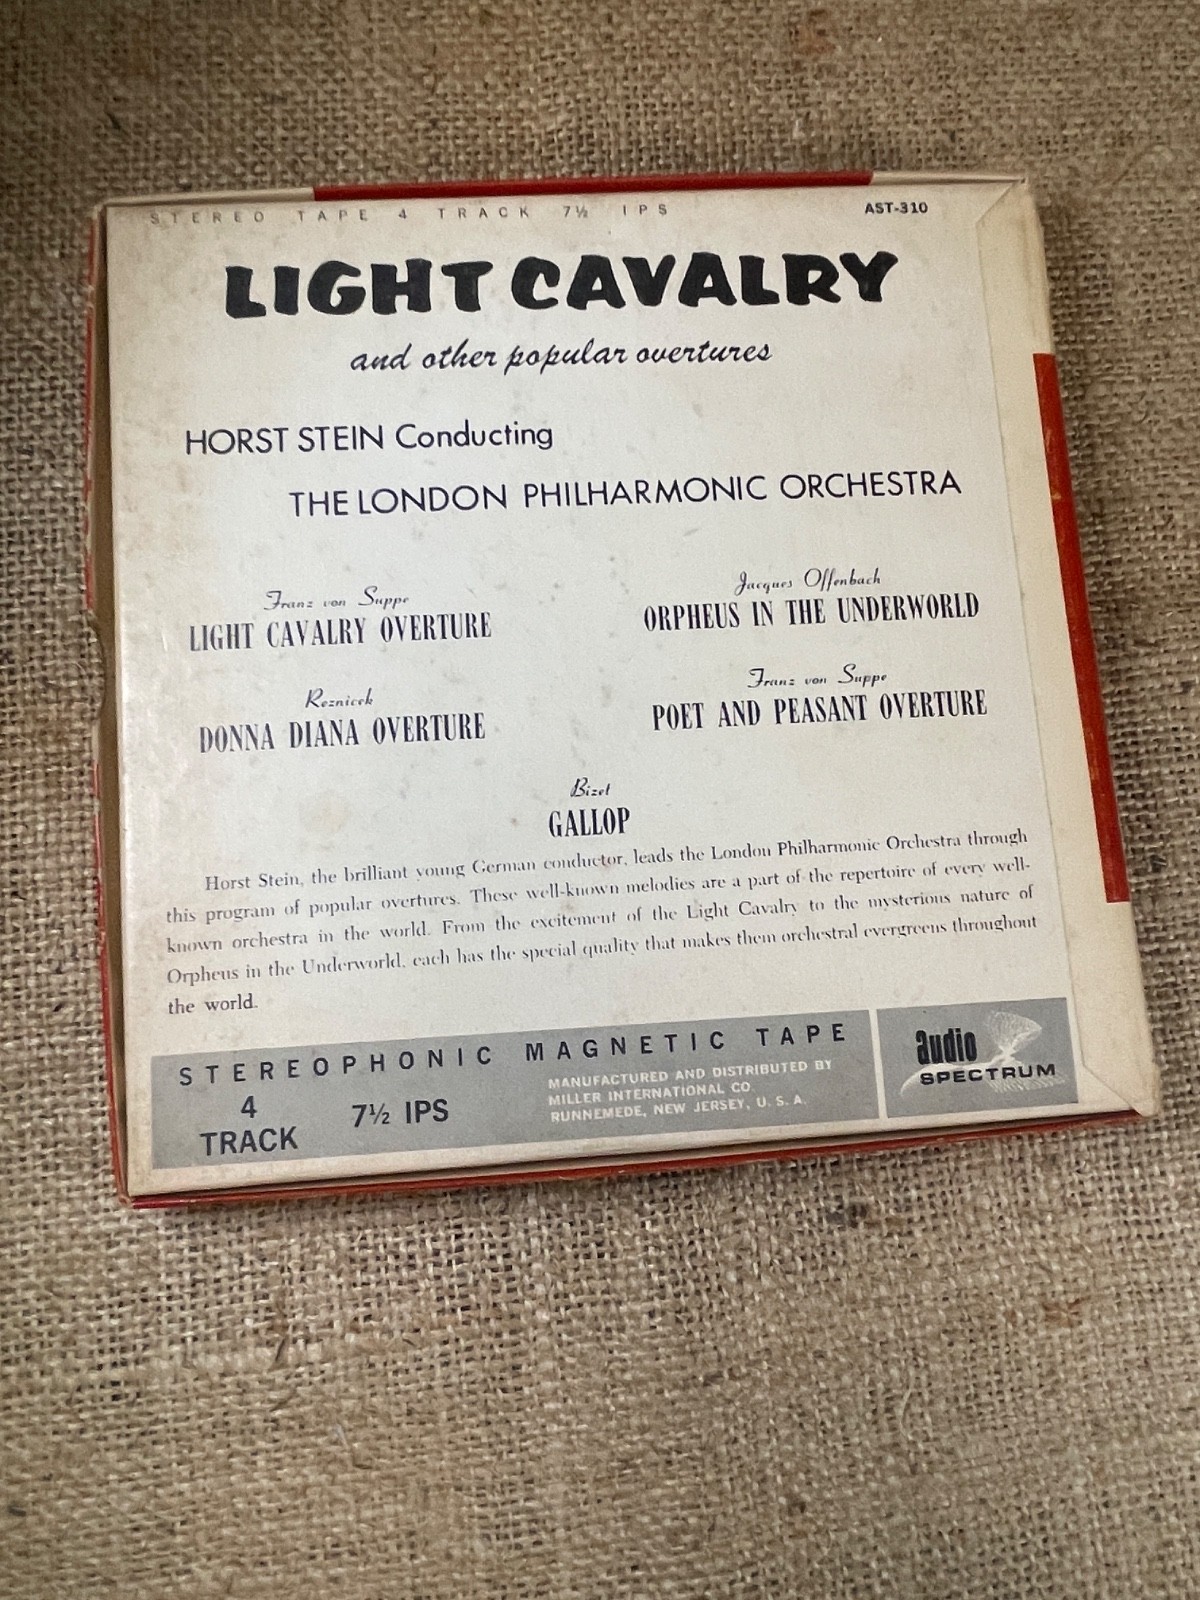 STEREO TAPE 4 TRACK 7½ IPS
AST-310
LIGHT CAVALRY
and other popular overtures
HORST STEIN Conducting
THE LONDON PHILHARMONIC ORCHESTRA
Franz von Suppe
LIGHT CAVALRY OVERTURE
Jacques Offenbach
ORPHEUS IN THE UNDERWORLD
Reznicek
DONNA DIANA OVERTURE
Franz von Suppe
POET AND PEASANT OVERTURE
Bizet
GALLOP
Horst Stein, the brilliant young German conductor, leads the London Philharmonic Orchestra through
this program of popular overtures. These well-known melodies are a part of the repertoire of every well-
known orchestra in the world. From the excitement of the Light Cavalry to the mysterious nature of
Orpheus in the Underworld, each has the special quality that makes them orchestral evergreens throughout
the world.
STEREOPHONIC MAGNETIC TAPE
4
TRACK
7½ IPS
MANUFACTURED AND DISTRIBUTED BY
MILLER INTERNATIONAL CO.
RUNNEMEDE, NEW JERSEY, U. S. A.
audio
SPECTRUM